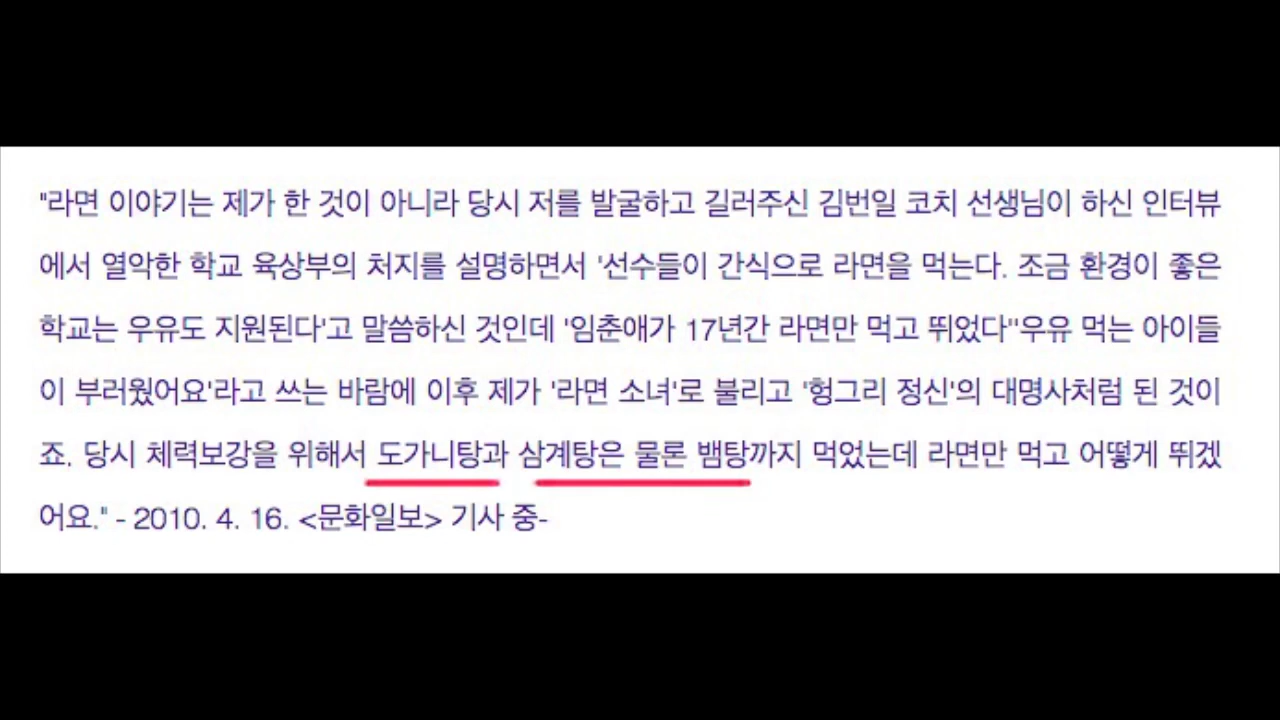 "라면 이야기는 제가 한 것이 아니라 당시 저를 발굴하고 길러주신 김번일 코치 선생님이 하신 인터뷰
에서 열악한 학교 육상부의 처지를 설명하면서 '선수들이 간식으로 라면을 먹는다. 조금 환경이 좋은
학교는 우유도 지원된다'고 말씀하신 것인데 '임춘애가 17년간 라면만 먹고 뛰었다''우유 먹는 아이들
이 부러웠어요'라고 쓰는 바람에 이후 제가 '라면 소녀'로 불리고 '헝그리 정신'의 대명사처럼 된 것이
죠. 당시 체력보강을 위해서 도가니탕과 삼계탕은 물론 뱀탕까지 먹었는데 라면만 먹고 어떻게 뛰겠
어요." - 2010. 4. 16. <문화일보> 기사 중-